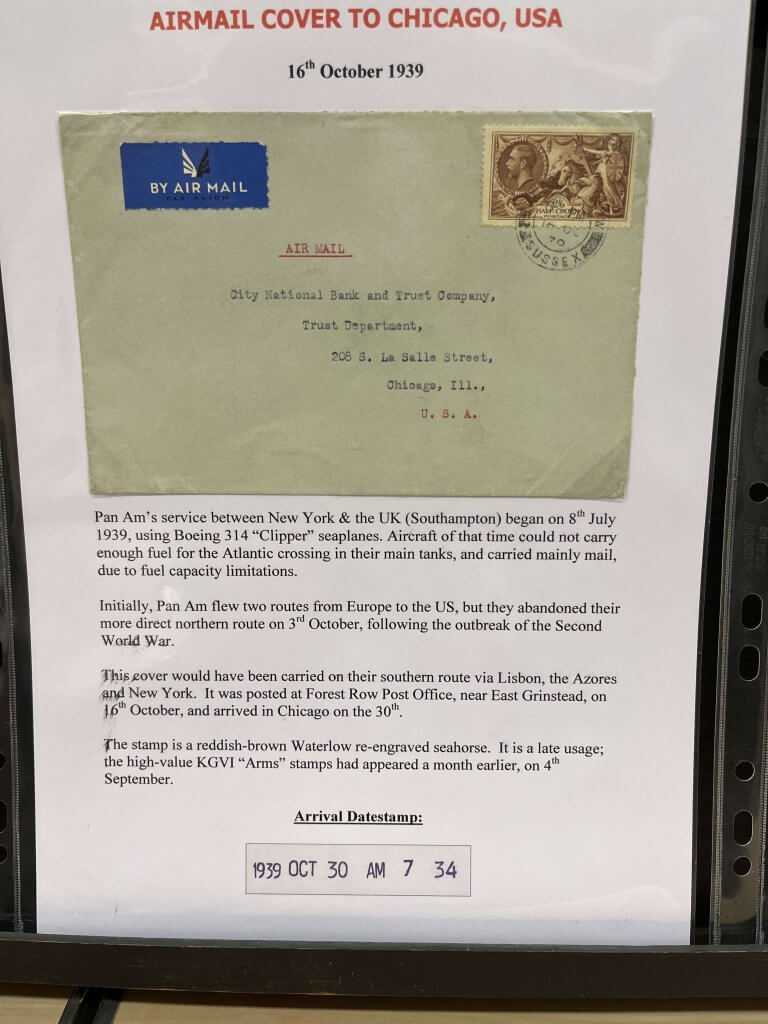 AIRMAIL COVER TO CHICAGO, USA
16th October 1939
BY AIR MAIL
PAR AVION
2/6
HALF CROWN
POSTAGE
SUSSEX
AIR MAIL
City National Bank and Trust Company,
Trust Department,
208 S. La Salle Street,
Chicago, Ill.,
U. S. A.
Pan Am's service between New York & the UK (Southampton) began on 8th July
1939, using Boeing 314 “Clipper” seaplanes. Aircraft of that time could not carry
enough fuel for the Atlantic crossing in their main tanks, and carried mainly mail,
due to fuel capacity limitations.
Initially, Pan Am flew two routes from Europe to the US, but they abandoned their
more direct northern route on 3rd October, following the outbreak of the Second
World War.
This cover would have been carried on their southern route via Lisbon, the Azores
and New York. It was posted at Forest Row Post Office, near East Grinstead, on
16th October, and arrived in Chicago on the 30th.
The stamp is a reddish-brown Waterlow re-engraved seahorse. It is a late usage;
the high-value KGVI “Arms” stamps had appeared a month earlier, on 4th
September.
Arrival Datestamp:
1939 OCT 30 AM 7 34